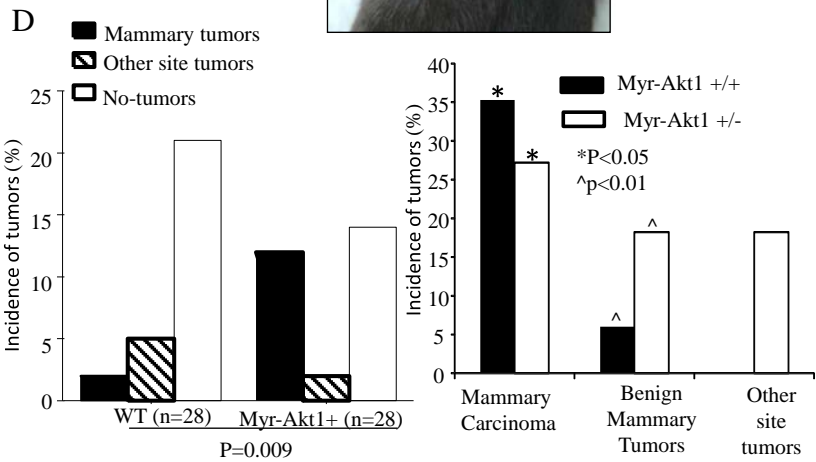 D
Mammary tumors
Other site tumors
No-tumors
Incidence of tumors (%)
25
20
15
10
5
0
WT (n=28) Myr-Akt1+ (n=28)
P=0.009
Incidence of tumors (%)
40
35
30
25
20
15
10
5
0
Myr-Akt1 +/+
Myr-Akt1 +/-
*P<0.05
^p<0.01
*
*
^
^
Mammary
Carcinoma
Benign
Mammary
Tumors
Other
site
tumors